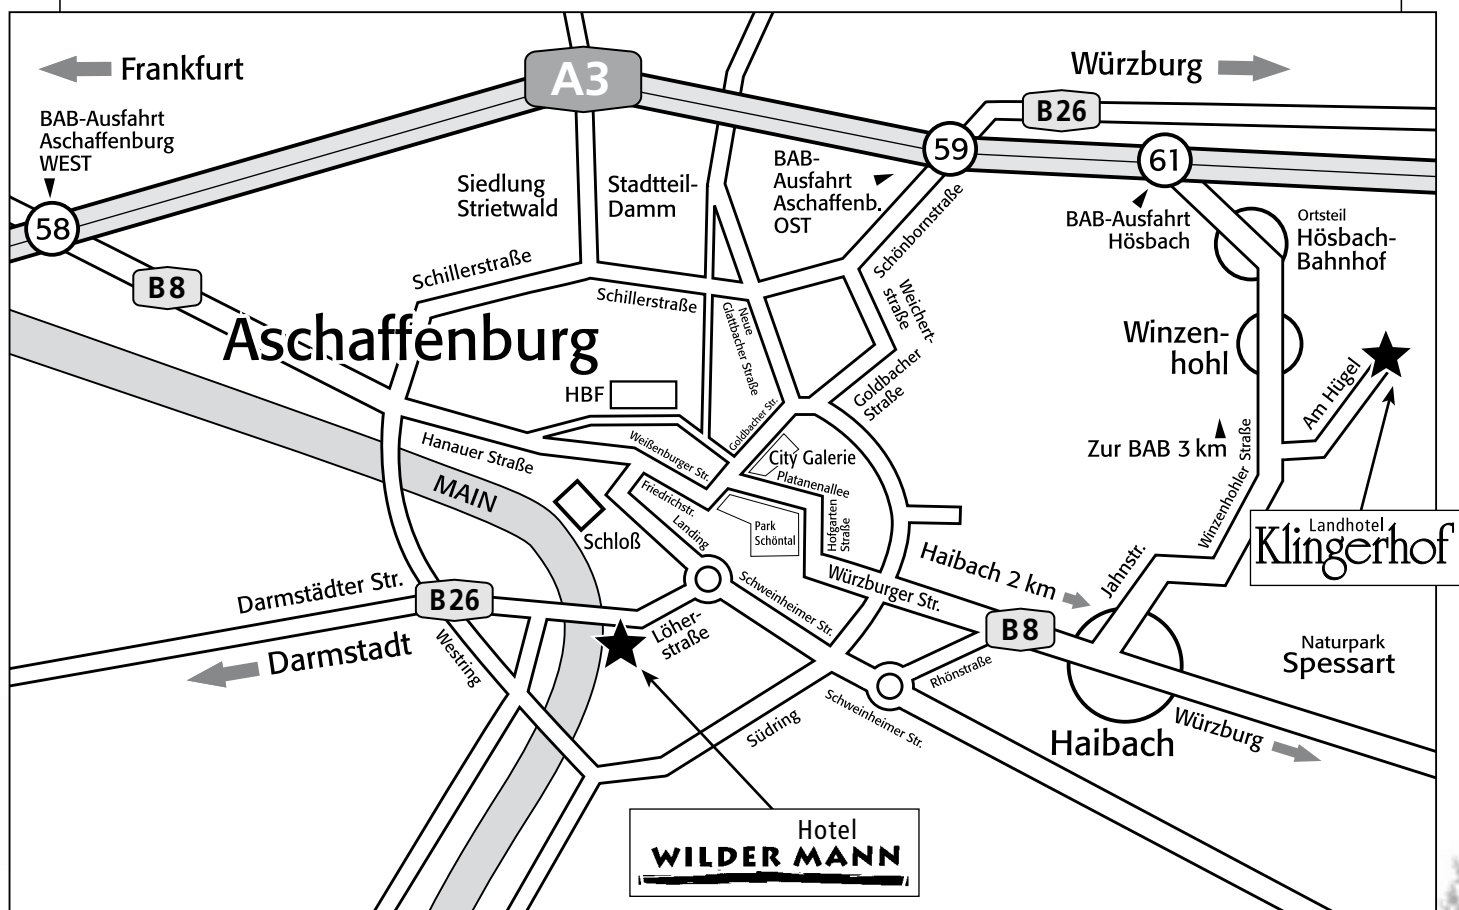 Frankfurt
A3
Würzburg
B26
BAB-Ausfahrt
Aschaffenburg
WEST
58
59
61
BAB-
Ausfahrt
Aschaffenb.
OST
Siedlung
Strietwald
Stadtteil-
Damm
BAB-Ausfahrt
Hösbach
Ortsteil
Hösbach-
Bahnhof
Schönbornstraße
B8
Schillerstraße
Schillerstraße
Weichert-
straße
Neue
Glattbacher Straße
Aschaffenburg
Winzen-
hohl
Goldbacher
Straße
HBF
Am Hügel
Goldbacher Str.
Hanauer Straße
Weißenburger Str.
City Galerie
Platanenallee
Zur BAB 3 km
Winzenhohler Straße
MAIN
Friedrichstr.
Landing
Park
Schöntal
Hofgarten
Straße
Schloß
Landhotel
Klingerhof
Haibach 2 km
Jahnstr.
Darmstädter Str.
B26
Schweinheimer Str.
Würzburger Str.
B8
Löher-
straße
Darmstadt
Westring
Rhönstraße
Naturpark
Spessart
Südring
Schweinheimer Str.
Haibach
Würzburg
Hotel
WILDER MANN